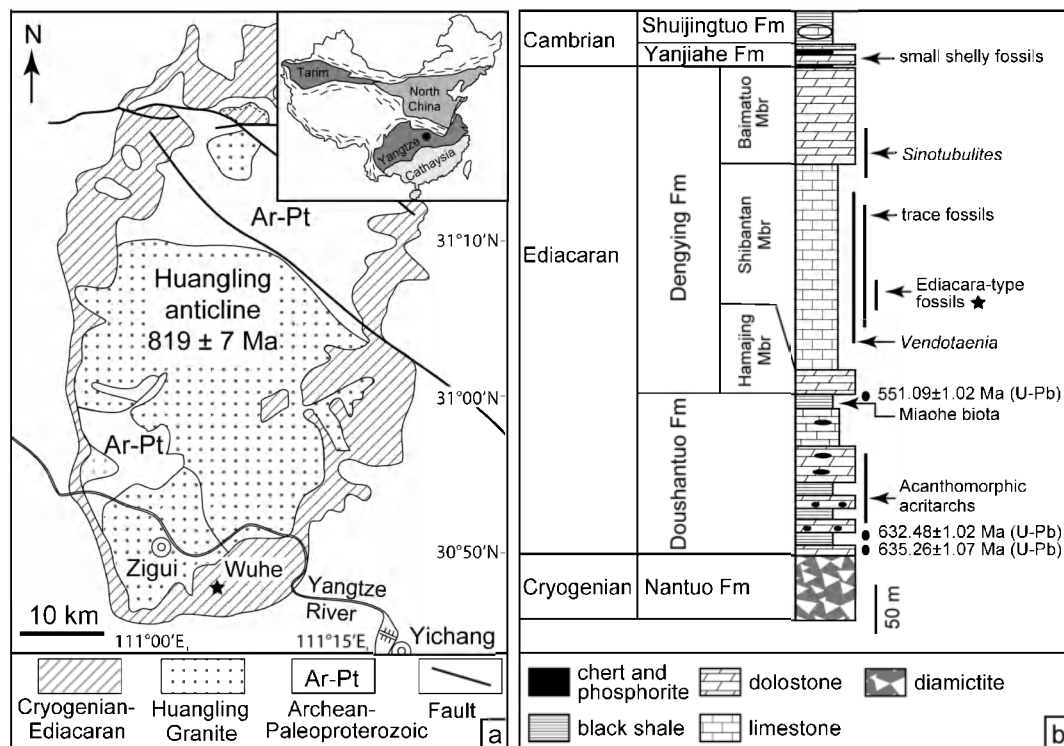 N
Tarim
North
China
Yangtze
Cathaysia
Ar-Pt
31°10′N
Huangling
anticline
819 ± 7 Ma
31°00′N
Ar-Pt
30°50′N
Zigui
Wuhe
Yangtze
River
10 km
111°00′E,
111°15′E,
Yichang
Ar-Pt
Cryogenian-
Ediacaran
Huangling
Granite
Archean-
Paleoproterozoic
Fault
a
Cambrian
Shuijingtuo Fm
Yanjiahe Fm
small shelly fossils
Ediacaran
Dengying Fm
Baimatuo
Mbr
Sinotubulites
Shibantan
Mbr
trace fossils
Ediacara-type
fossils ★
Hamajing
Mbr
Vendotaenia
551.09±1.02 Ma (U-Pb)
Miaohe biota
Doushantuo Fm
Acanthomorphic
acritarchs
632.48±1.02 Ma (U-Pb)
635.26±1.07 Ma (U-Pb)
Cryogenian
Nantuo Fm
50 m
chert and
phosphorite
dolostone
diamictite
black shale
limestone
b